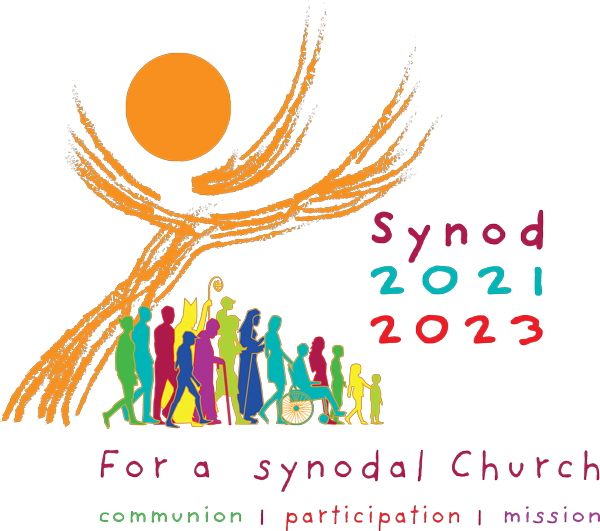 Synod
2021
2023
For a synodal Church
communion | participation | mission